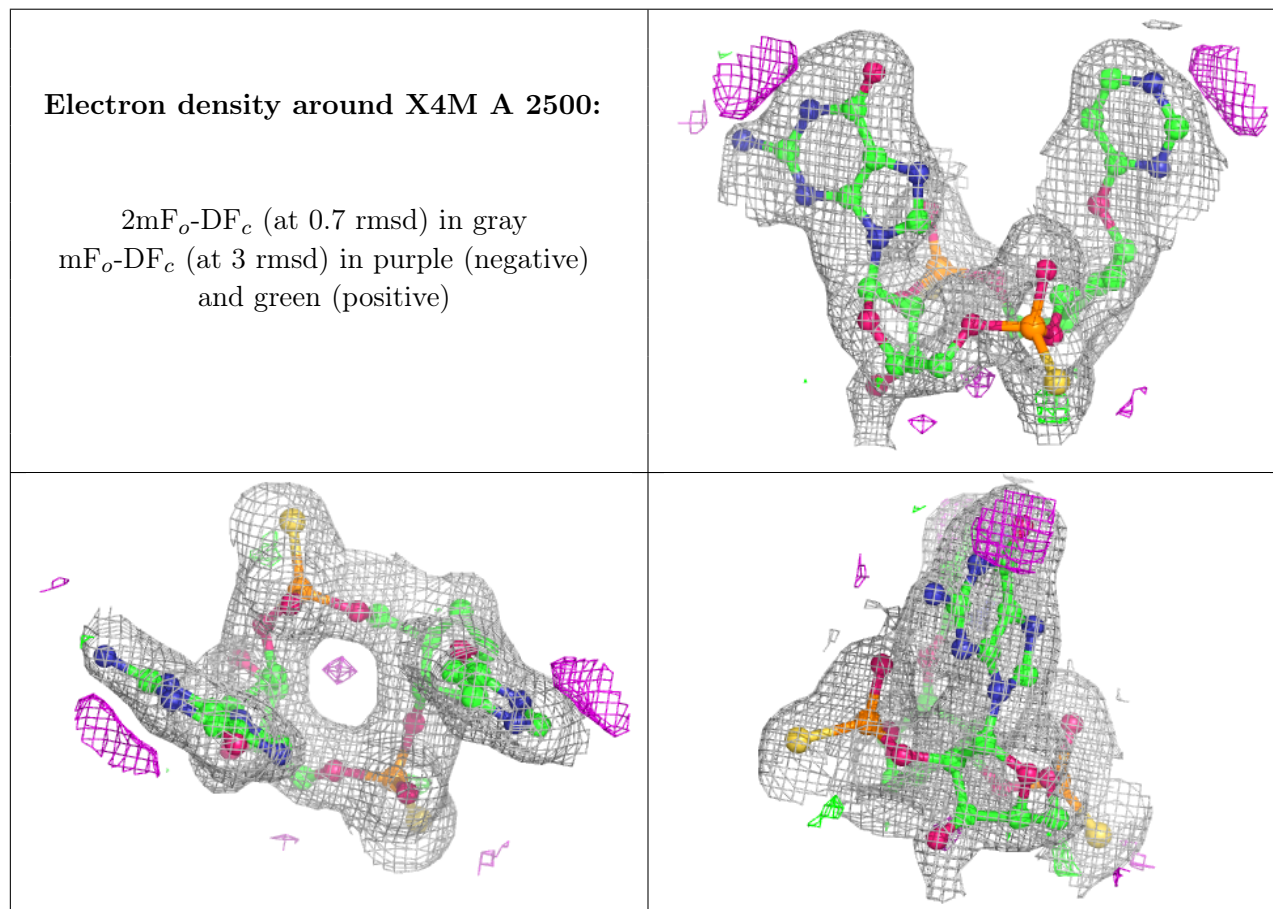 Electron density around X4M A 2500:
2mFo-DFc (at 0.7 rmsd) in gray
mFo-DFc (at 3 rmsd) in purple (negative)
and green (positive)